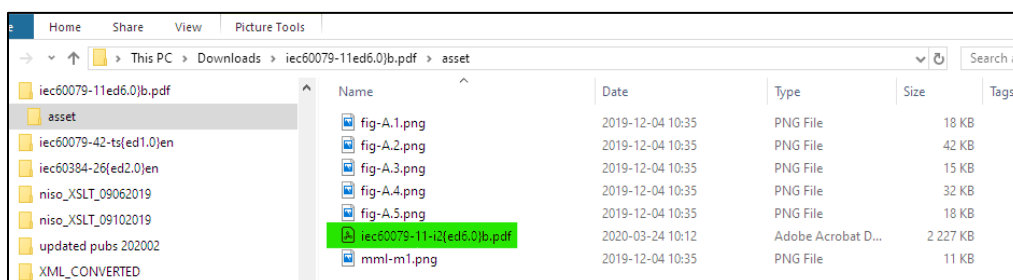 Home Share View Picture Tools
This PC > Downloads > iec60079-11ed6.0}b.pdf > asset
iec60079-11ed6.0}b.pdf
asset
iec60079-42-ts{ed1.0}en
iec60384-26{ed2.0}en
niso_XSLT_09062019
niso_XSLT_09102019
updated pubs 202002
XML_CONVERTED
Name Date Type Size Tags
fig-A.1.png 2019-12-04 10:35 PNG File 18 KB
fig-A.2.png 2019-12-04 10:35 PNG File 42 KB
fig-A.3.png 2019-12-04 10:35 PNG File 15 KB
fig-A.4.png 2019-12-04 10:35 PNG File 32 KB
fig-A.5.png 2019-12-04 10:35 PNG File 18 KB
iec60079-11-i2{ed6.0}b.pdf 2020-03-24 10:12 Adobe Acrobat D... 2 227 KB
mml-m1.png 2019-12-04 10:35 PNG File 11 KB
Search